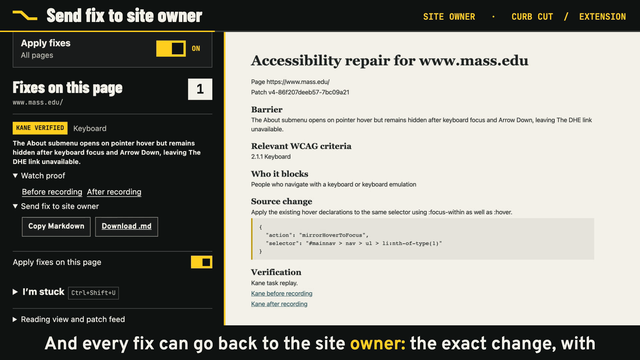 Send fix to site owner
SITE OWNER · CURB CUT / EXTENSION
Apply fixes
All pages
ON
Fixes on this page
1
www.mass.edu/
KANE VERIFIED Keyboard
The About submenu opens on pointer hover but remains
hidden after keyboard focus and Arrow Down, leaving The
DHE link unavailable.
▼ Watch proof
Before recording After recording
▼ Send fix to site owner
Copy Markdown Download .md
Apply fixes on this page
▶ I'm stuck Ctrl+Shift+U
▶ Reading view and patch feed
Accessibility repair for www.mass.edu
Page https://www.mass.edu/
Patch v4-86f207deeb57-7bc09a21
Barrier
The About submenu opens on pointer hover but remains hidden after keyboard focus and Arrow Down, leaving The DHE link
unavailable.
Relevant WCAG criteria
2.1.1 Keyboard
Who it blocks
People who navigate with a keyboard or keyboard emulation
Source change
Apply the existing hover declarations to the same selector using :focus-within as well as :hover.
{
"action": "mirrorHoverToFocus",
"selector": "#mainnav > nav > ul > li:nth-of-type(1)"
}
Verification
Kane task replay.
Kane before recording
Kane after recording
And every fix can go back to the site owner: the exact change, with